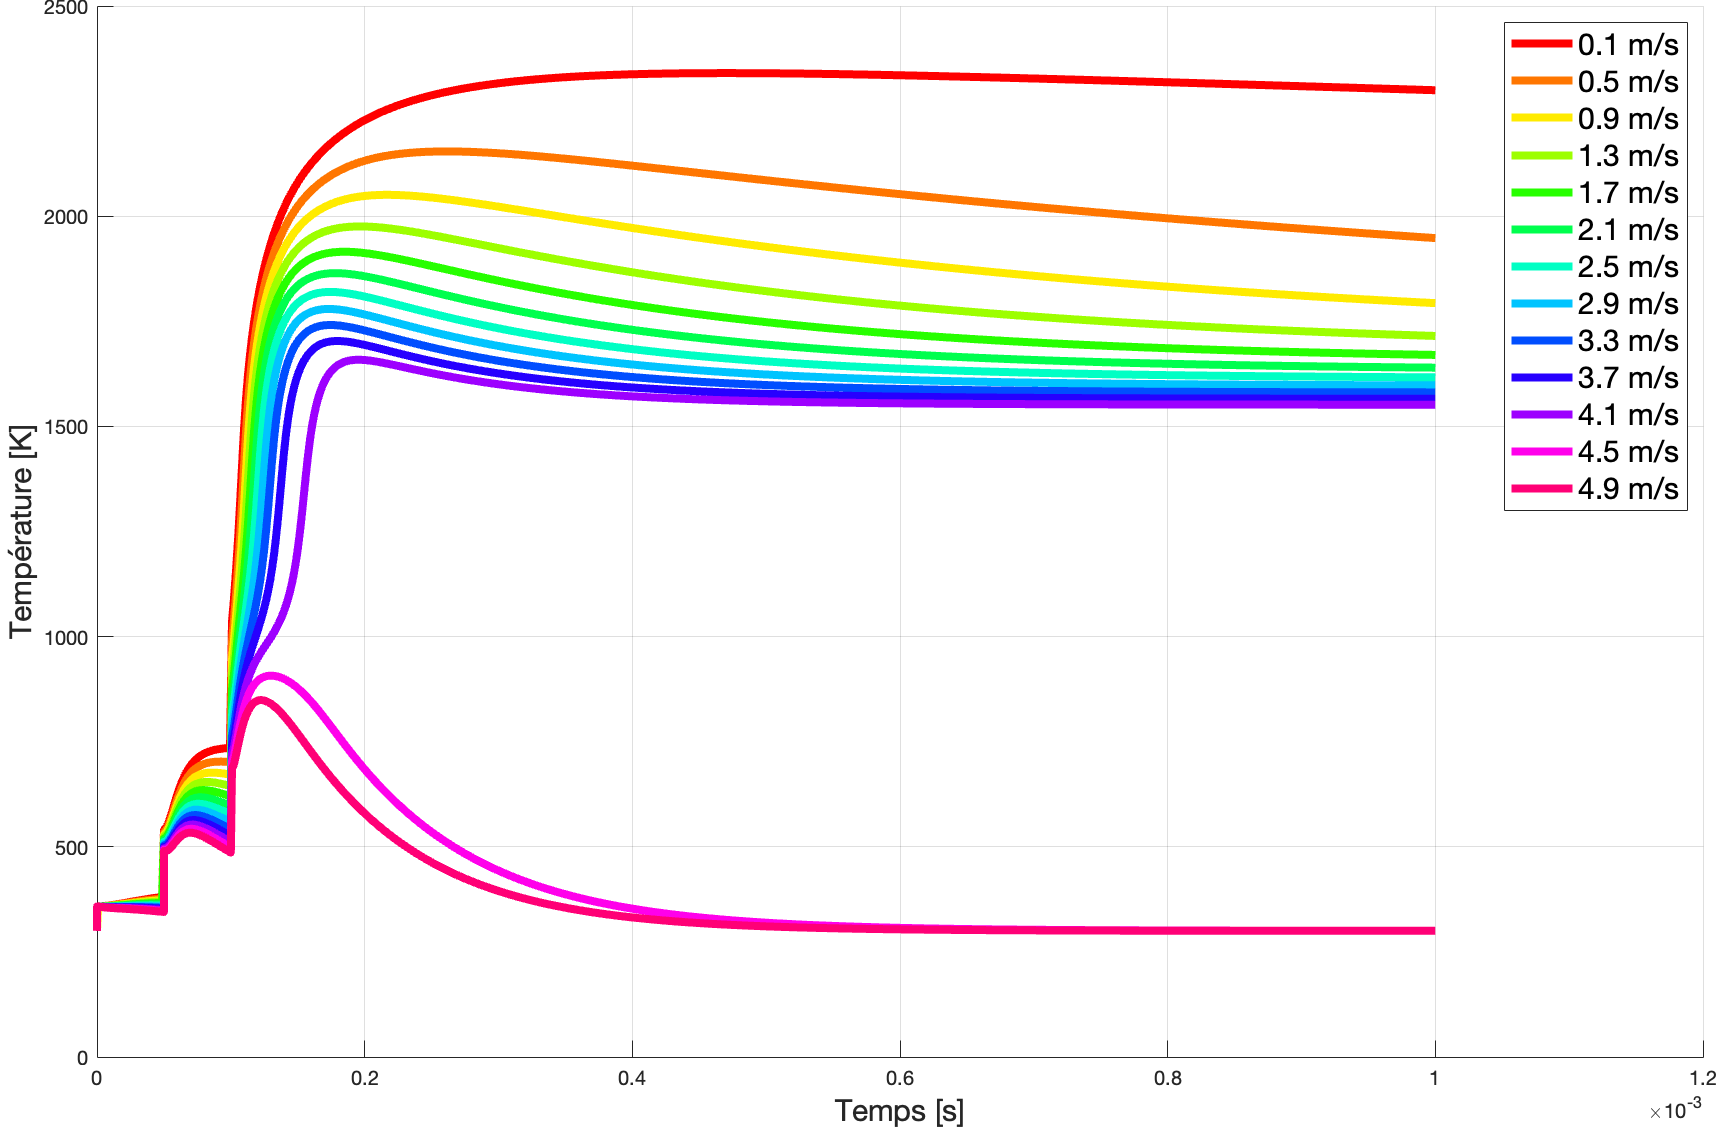 2500
2000
1500
1000
500
0
Température [K]
0
0.2
0.4
0.6
0.8
1
1.2
×10⁻³
Temps [s]
0.1 m/s
0.5 m/s
0.9 m/s
1.3 m/s
1.7 m/s
2.1 m/s
2.5 m/s
2.9 m/s
3.3 m/s
3.7 m/s
4.1 m/s
4.5 m/s
4.9 m/s